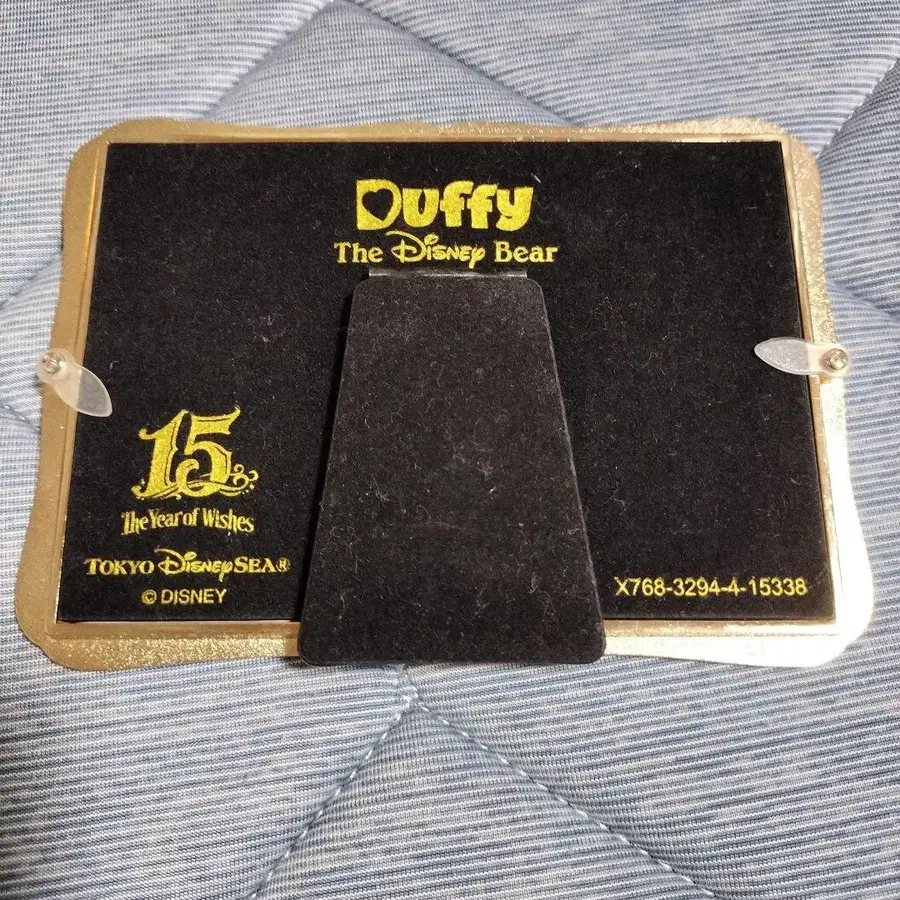 Duffy
The Disney Bear
15
The Year of Wishes
TOKYO DISNEYSEA®
© DISNEY
X768-3294-4-15338